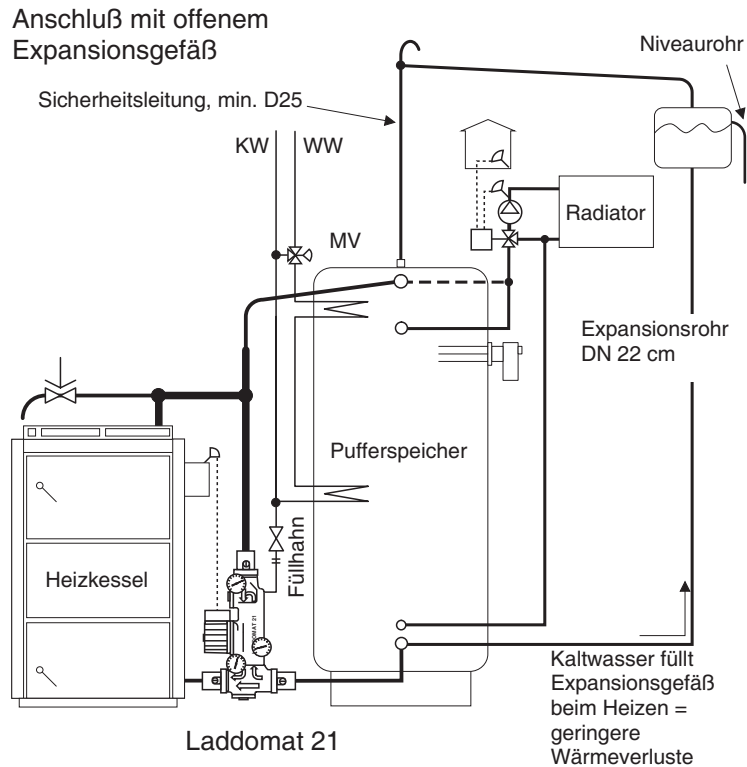 Anschluß mit offenem
Expansionsgefäß
Niveaurohr
Sicherheitsleitung, min. D25
KW
WW
Radiator
MV
Expansionsrohr
DN 22 cm
Pufferspeicher
Heizkessel
Füllhahn
Kaltwasser füllt
Expansionsgefäß
beim Heizen =
geringere
Wärmeverluste
Laddomat 21